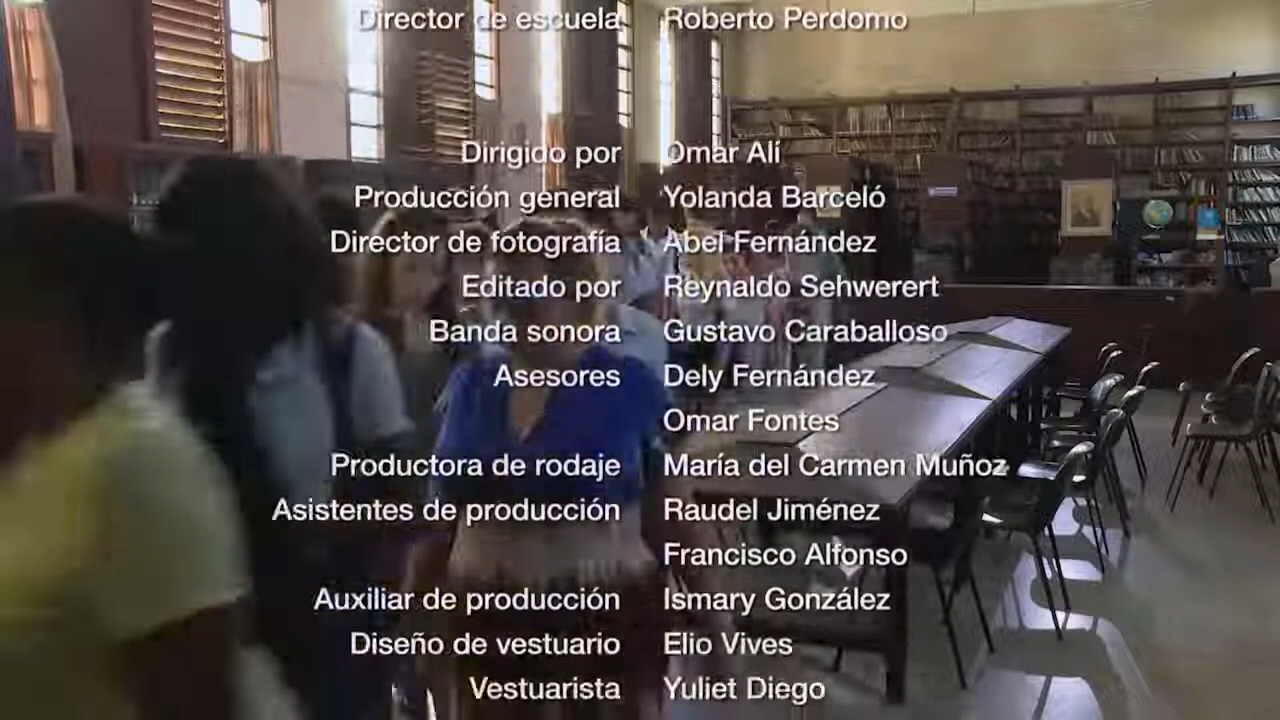 Director de escuela Roberto Perdomo
Dirigido por Omar Alí
Producción general Yolanda Barceló
Director de fotografía Abel Fernández
Editado por Reynaldo Sehwerert
Banda sonora Gustavo Caraballoso
Asesores Dely Fernández
Omar Fontes
Productora de rodaje María del Carmen Muñoz
Asistentes de producción Raudel Jiménez
Francisco Alfonso
Auxiliar de producción Ismary González
Diseño de vestuario Elio Vives
Vestuarista Yuliet Diego